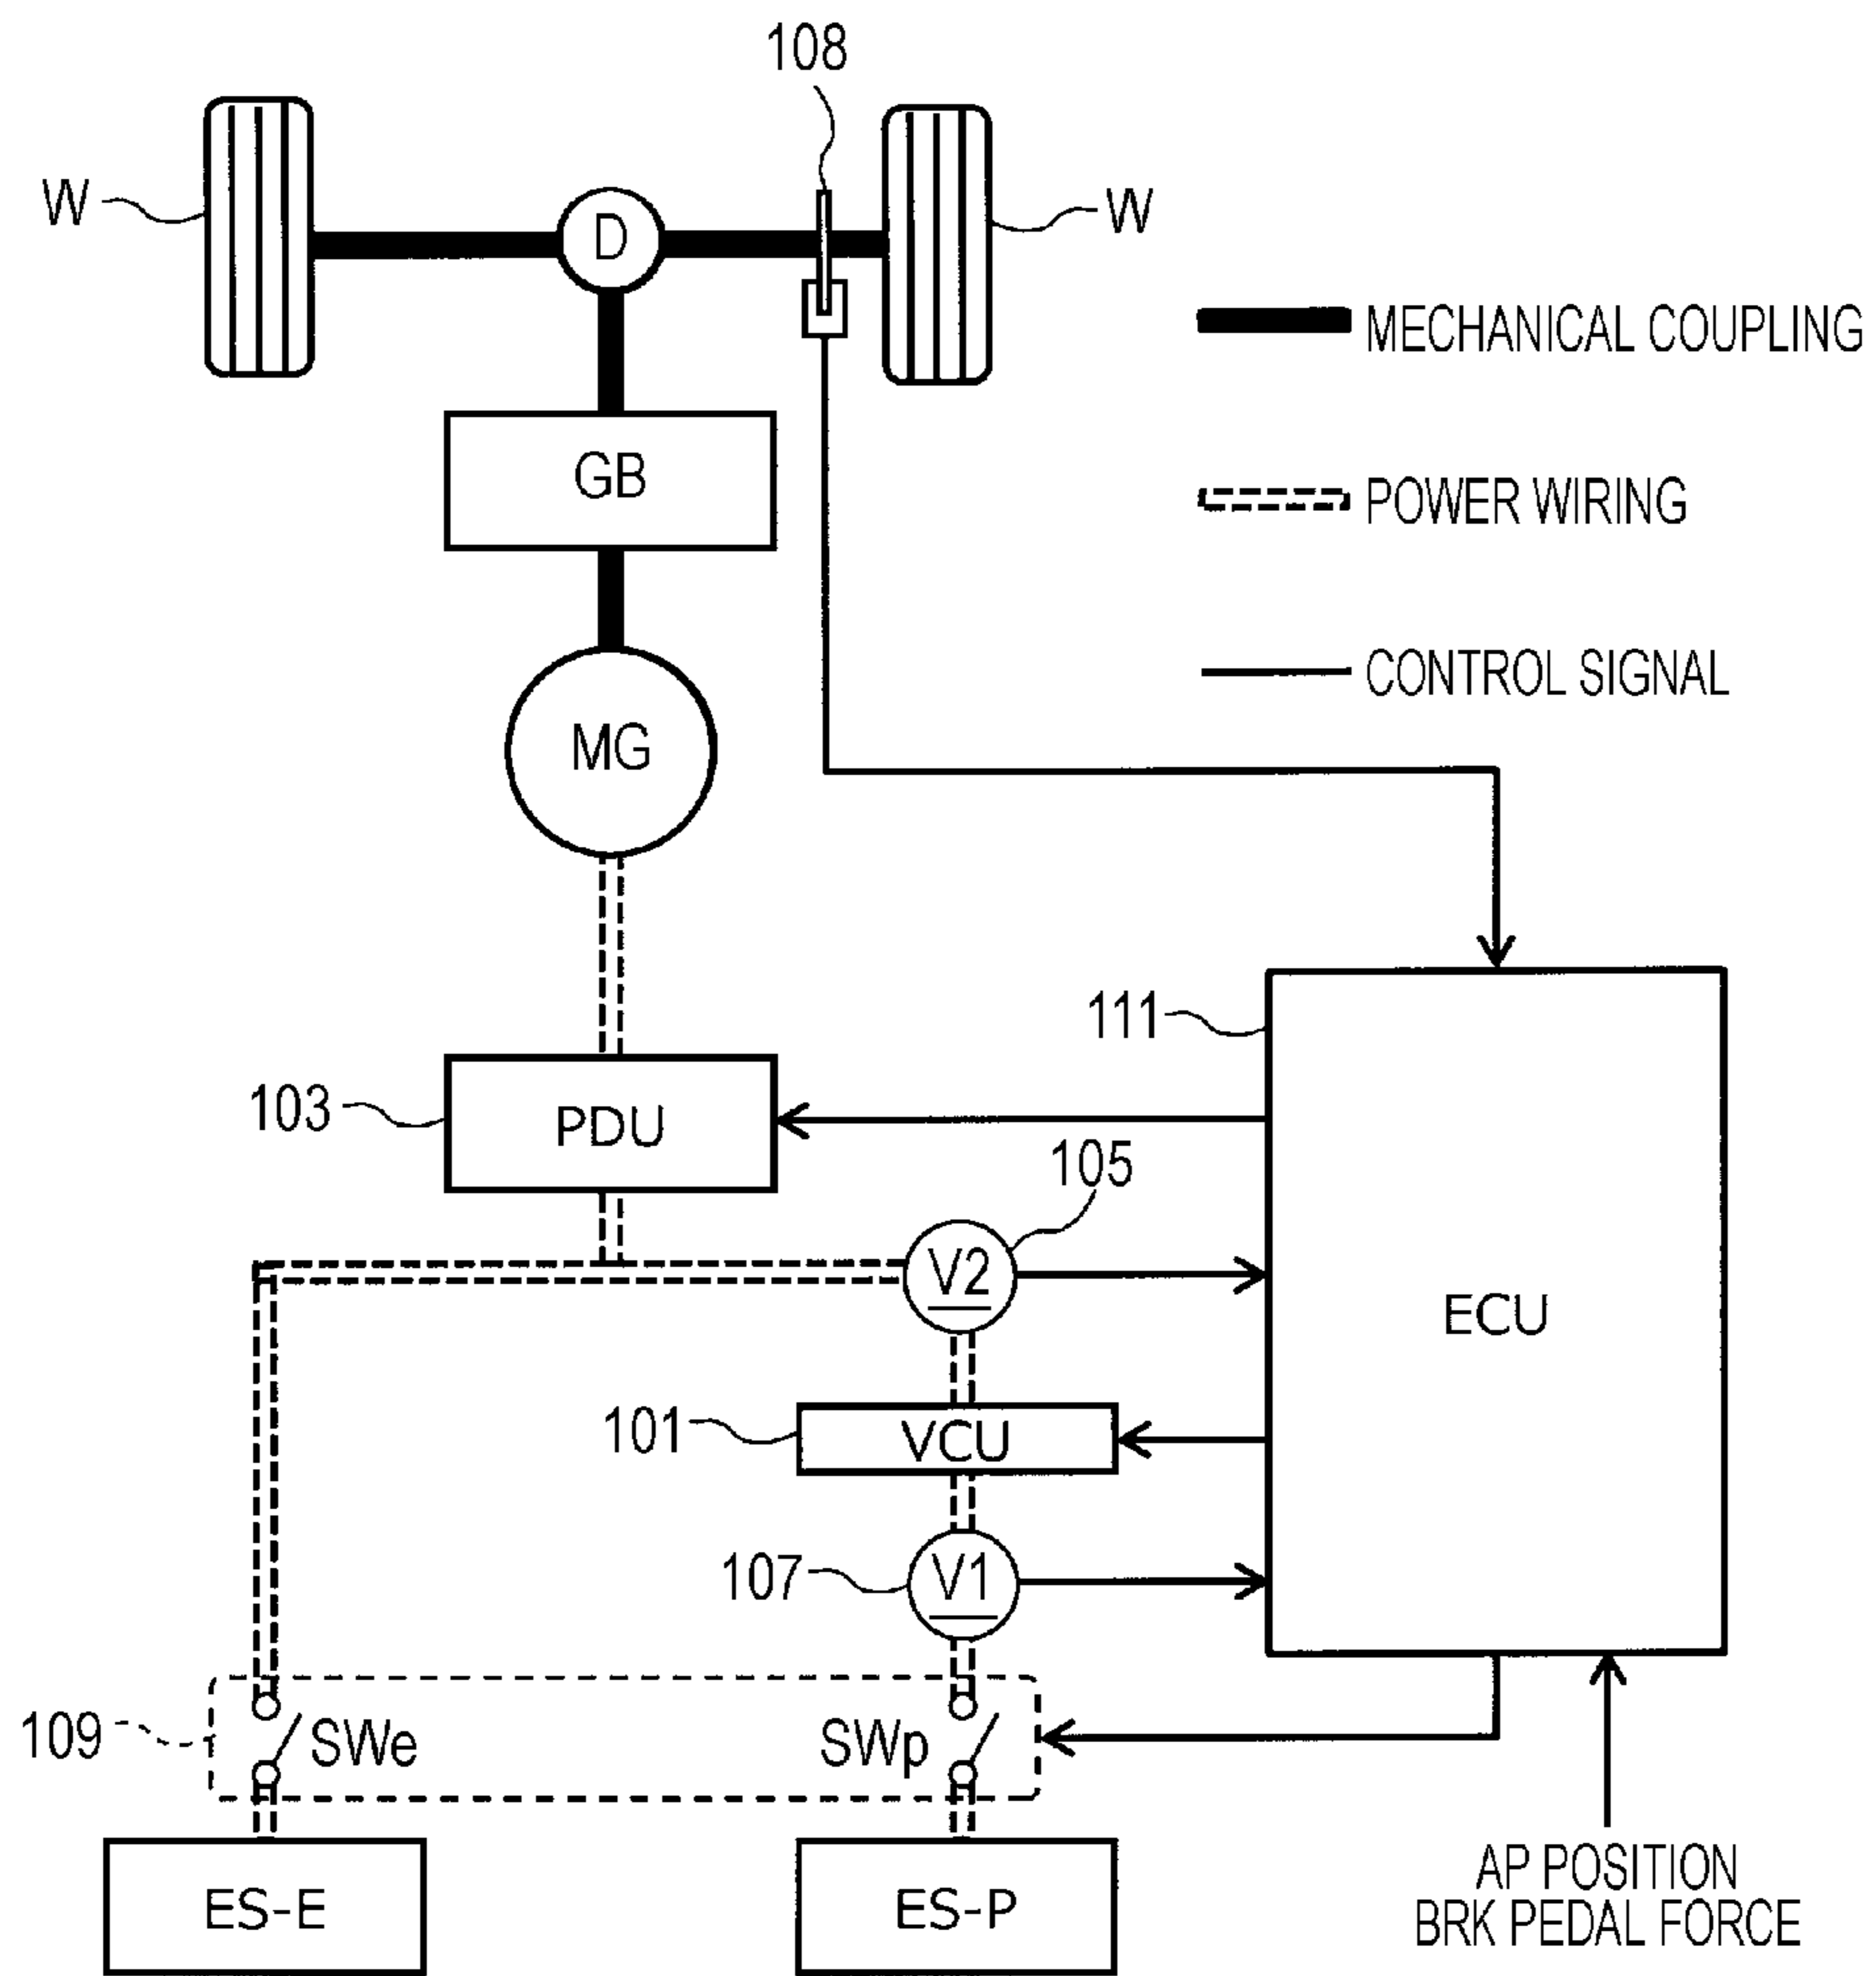 108
W
D
W
MECHANICAL COUPLING
GB
POWER WIRING
CONTROL SIGNAL
MG
111
103
PDU
105
V2
ECU
101
VCU
107
V1
109
SWe
SWp
ES-E
ES-P
AP POSITION
BRK PEDAL FORCE